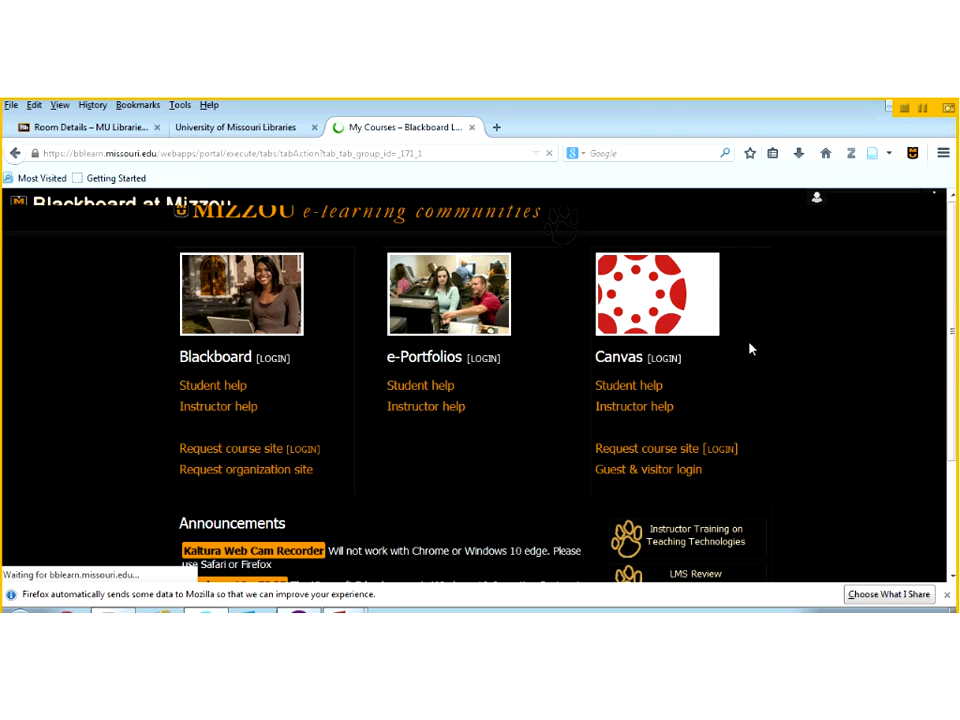 File Edit View History Bookmarks Tools Help
Room Details – MU Librarie... × University of Missouri Libraries × My Courses – Blackboard L... × +
https://bblearn.missouri.edu/webapps/portal/execute/tabs/tabAction?tab_tab_group_id=_171_1
Google
Most Visited Getting Started
Blackboard at Mizzou
MIZZOU e-learning communities
Blackboard [LOGIN]
Student help
Instructor help
Request course site [LOGIN]
Request organization site
e-Portfolios [LOGIN]
Student help
Instructor help
Canvas [LOGIN]
Student help
Instructor help
Request course site [LOGIN]
Guest & visitor login
Announcements
Kaltura Web Cam Recorder Will not work with Chrome or Windows 10 edge. Please
use Safari or Firefox
Instructor Training on
Teaching Technologies
LMS Review
Waiting for bblearn.missouri.edu...
Firefox automatically sends some data to Mozilla so that we can improve your experience.
Choose What I Share ×